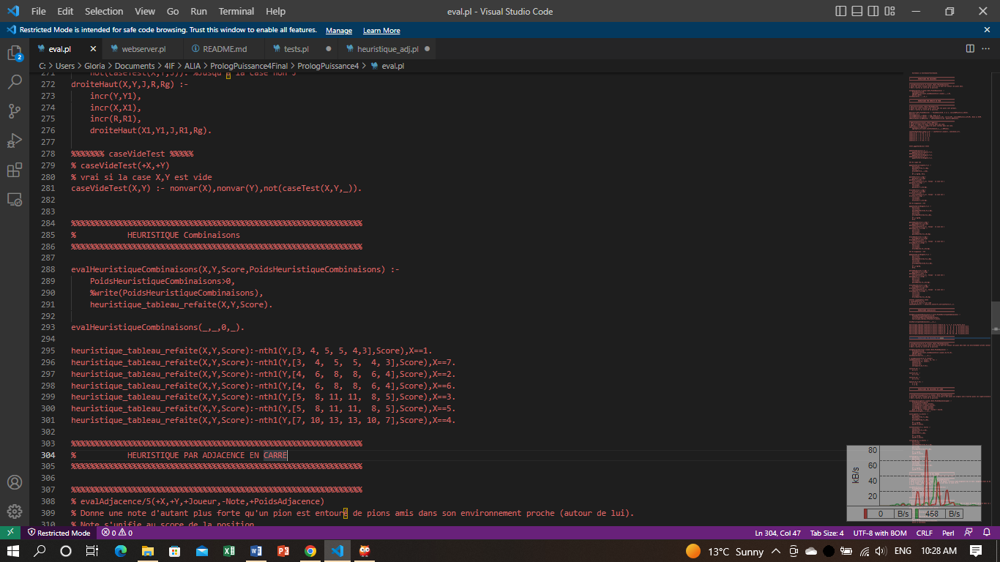 File Edit Selection View Go Run Terminal Help eval.pl - Visual Studio Code
Restricted Mode is intended for safe code browsing. Trust this window to enable all features. Manage Learn More
eval.pl webserver.pl README.md tests.pl heuristique_adj.pl
C: > Users > Gloria > Documents > 4IF > ALIA > PrologPuissance4Final > PrologPuissance4 > eval.pl
271 not(caseTest(X,Y,J)). %Jusqu' à la case non J
272 droiteHaut(X,Y,J,R,Rg) :-
273 incr(Y,Y1),
274 incr(X,X1),
275 incr(R,R1),
276 droiteHaut(X1,Y1,J,R1,Rg).
277
278 %%%%%%% caseVideTest %%%%%
279 % caseVideTest(+X,+Y)
280 % vrai si la case X,Y est vide
281 caseVideTest(X,Y) :- nonvar(X),nonvar(Y),not(caseTest(X,Y,_)).
282
283
284 %%%%%%%%%%%%%%%%%%%%%%%%%%%%%%%%%%%%%%%%%%%%%%%%%%%%%%%%%%%%%%
285 % HEURISTIQUE Combinaisons
286 %%%%%%%%%%%%%%%%%%%%%%%%%%%%%%%%%%%%%%%%%%%%%%%%%%%%%%%%%%%%%%
287
288 evalHeuristiqueCombinaisons(X,Y,Score,PoidsHeuristiqueCombinaisons) :-
289 PoidsHeuristiqueCombinaisons>0,
290 %write(PoidsHeuristiqueCombinaisons),
291 heuristique_tableau_refaite(X,Y,Score).
292
293 evalHeuristiqueCombinaisons(_,_,0,_).
294
295 heuristique_tableau_refaite(X,Y,Score):-nth1(Y,[3, 4, 5, 5, 4,3],Score),X==1.
296 heuristique_tableau_refaite(X,Y,Score):-nth1(Y,[3, 4, 5, 5, 4, 3],Score),X==7.
297 heuristique_tableau_refaite(X,Y,Score):-nth1(Y,[4, 6, 8, 8, 6, 4],Score),X==2.
298 heuristique_tableau_refaite(X,Y,Score):-nth1(Y,[4, 6, 8, 8, 6, 4],Score),X==6.
299 heuristique_tableau_refaite(X,Y,Score):-nth1(Y,[5, 8, 11, 11, 8, 5],Score),X==3.
300 heuristique_tableau_refaite(X,Y,Score):-nth1(Y,[5, 8, 11, 11, 8, 5],Score),X==5.
301 heuristique_tableau_refaite(X,Y,Score):-nth1(Y,[7, 10, 13, 13, 10, 7],Score),X==4.
302
303 %%%%%%%%%%%%%%%%%%%%%%%%%%%%%%%%%%%%%%%%%%%%%%%%%%%%%%%%%%%%%%
304 % HEURISTIQUE PAR ADJACENCE EN CARRE
305 %%%%%%%%%%%%%%%%%%%%%%%%%%%%%%%%%%%%%%%%%%%%%%%%%%%%%%%%%%%%%%
306
307 %%%%%%%%%%%%%%%%%%%%%%%%%%%%%%%%%%%%%%%%%%%%%%%%%%%%%%%%%%%%%%
308 % evalAdjacence/5(+X,+Y,+Joueur,-Note,+PoidsAdjacence)
309 % Donne une note d'autant plus forte qu'un pion est entouré de pions amis dans son environnement proche (autour de lui).
310 % Note s'unifie au score de la position.
80
60
40
20
kB/s
0 B/s 458 B/s
Restricted Mode 0 0 Ln 304, Col 47 Tab Size: 4 UTF-8 with BOM CRLF Perl
13°C Sunny ENG 10:28 AM